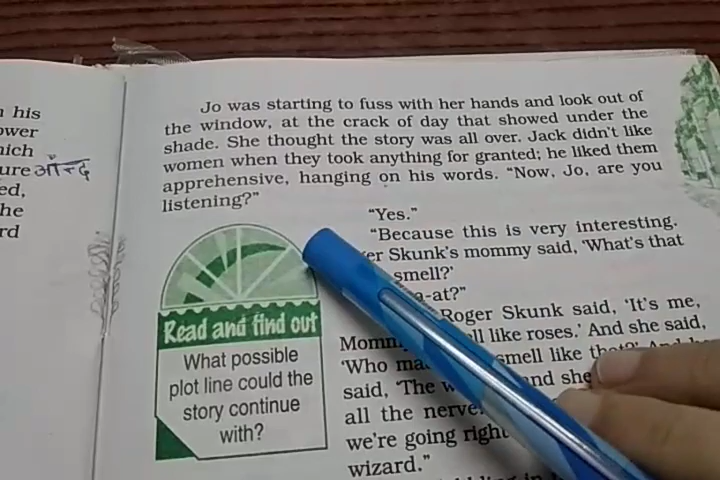 his
ower
hich
ure
ed,
he
rd
Jo was starting to fuss with her hands and look out of
the window, at the crack of day that showed under the
shade. She thought the story was all over. Jack didn't like
women when they took anything for granted; he liked them
apprehensive, hanging on his words. "Now, Jo, are you
listening?"
"Yes."
"Because this is very interesting.
er Skunk's mommy said, 'What's that
smell?'
a-at?"
Roger Skunk said, 'It's me,
Momm ll like roses.' And she said,
'Who ma smell like that?' And he
said, 'The w nd she
all the nerve.
we're going right
wizard."
Read and find out
What possible
plot line could the
story continue
with?